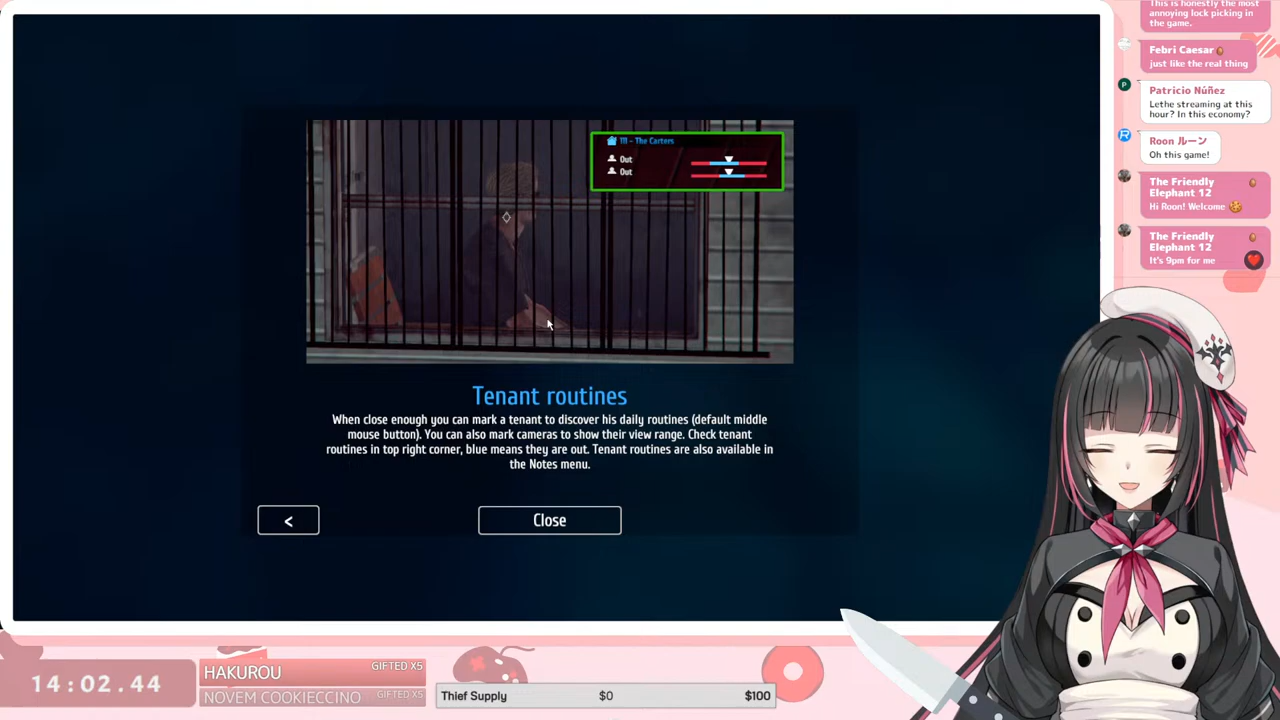 111 - The Carters
Out
Out
Tenant routines
When close enough you can mark a tenant to discover his daily routines (default middle
mouse button). You can also mark cameras to show their view range. Check tenant
routines in top right corner, blue means they are out. Tenant routines are also available in
the Notes menu.
<
Close
This is honestly the most
annoying lock picking in
the game.
Febri Caesar
just like the real thing
P
Patricio Núñez
Lethe streaming at this
hour? In this economy?
Roon ルーン
Oh this game!
The Friendly
Elephant 12
Hi Roon! Welcome
The Friendly
Elephant 12
It's 9pm for me
14:02.44
HAKUROU GIFTED X5
NOVEM COOKIECCINO GIFTED X5
Thief Supply $0 $100